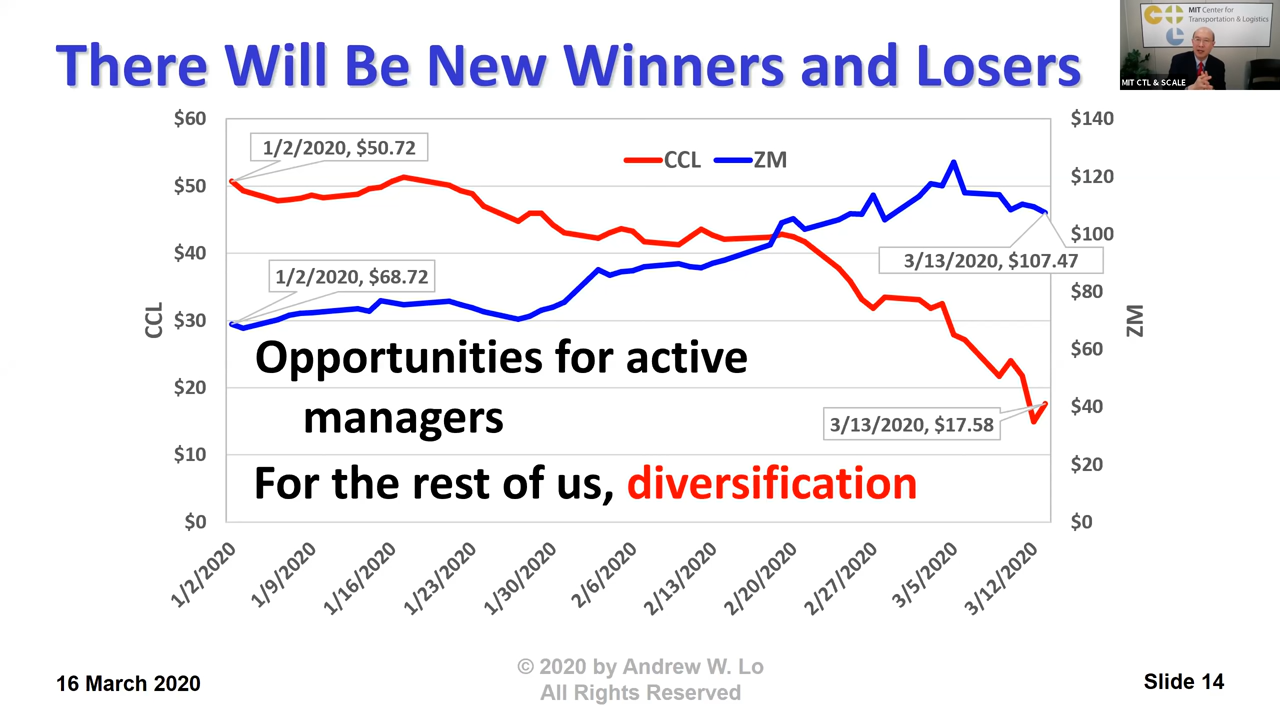 There Will Be New Winners and Losers
MIT Center for
Transportation & Logistics
MIT CTL & SCALE
$60
$50
$40
$30
$20
$10
$0
CCL
1/2/2020, $50.72
CCL
ZM
1/2/2020, $68.72
3/13/2020, $107.47
3/13/2020, $17.58
Opportunities for active
managers
For the rest of us, diversification
$140
$120
$100
$80
$60
$40
$20
$0
ZM
1/2/2020
1/9/2020
1/16/2020
1/23/2020
1/30/2020
2/6/2020
2/13/2020
2/20/2020
2/27/2020
3/5/2020
3/12/2020
16 March 2020
© 2020 by Andrew W. Lo
All Rights Reserved
Slide 14